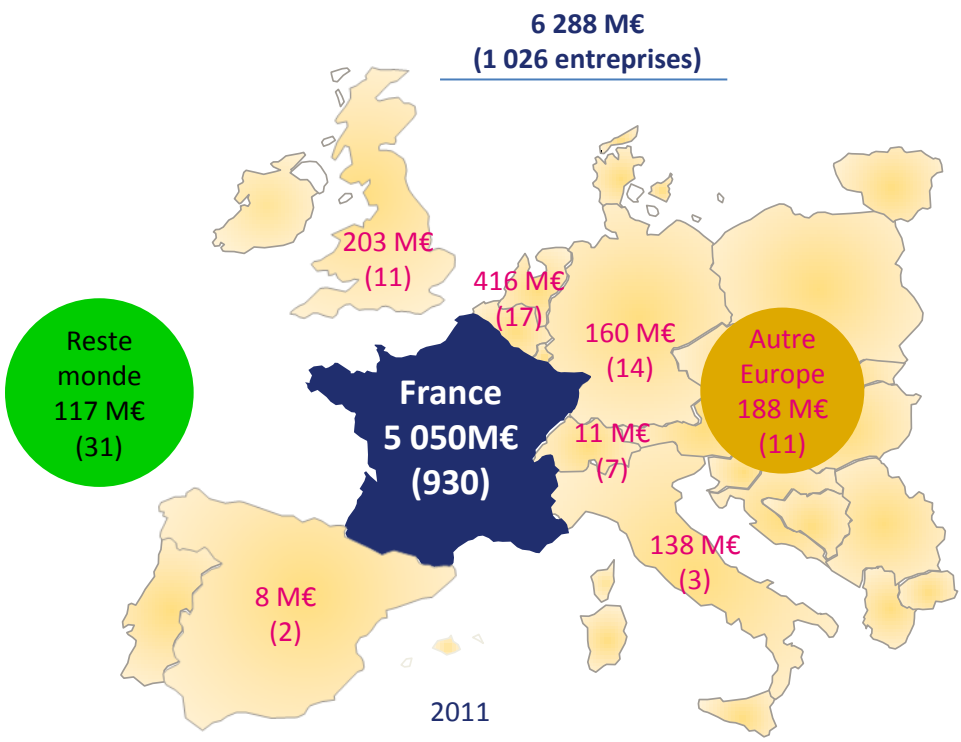 6 288 M€
(1 026 entreprises)
203 M€
(11)
416 M€
(17)
160 M€
(14)
Reste
monde
117 M€
(31)
France
5 050M€
(930)
Autre
Europe
188 M€
(11)
11 M€
(7)
138 M€
(3)
8 M€
(2)
2011